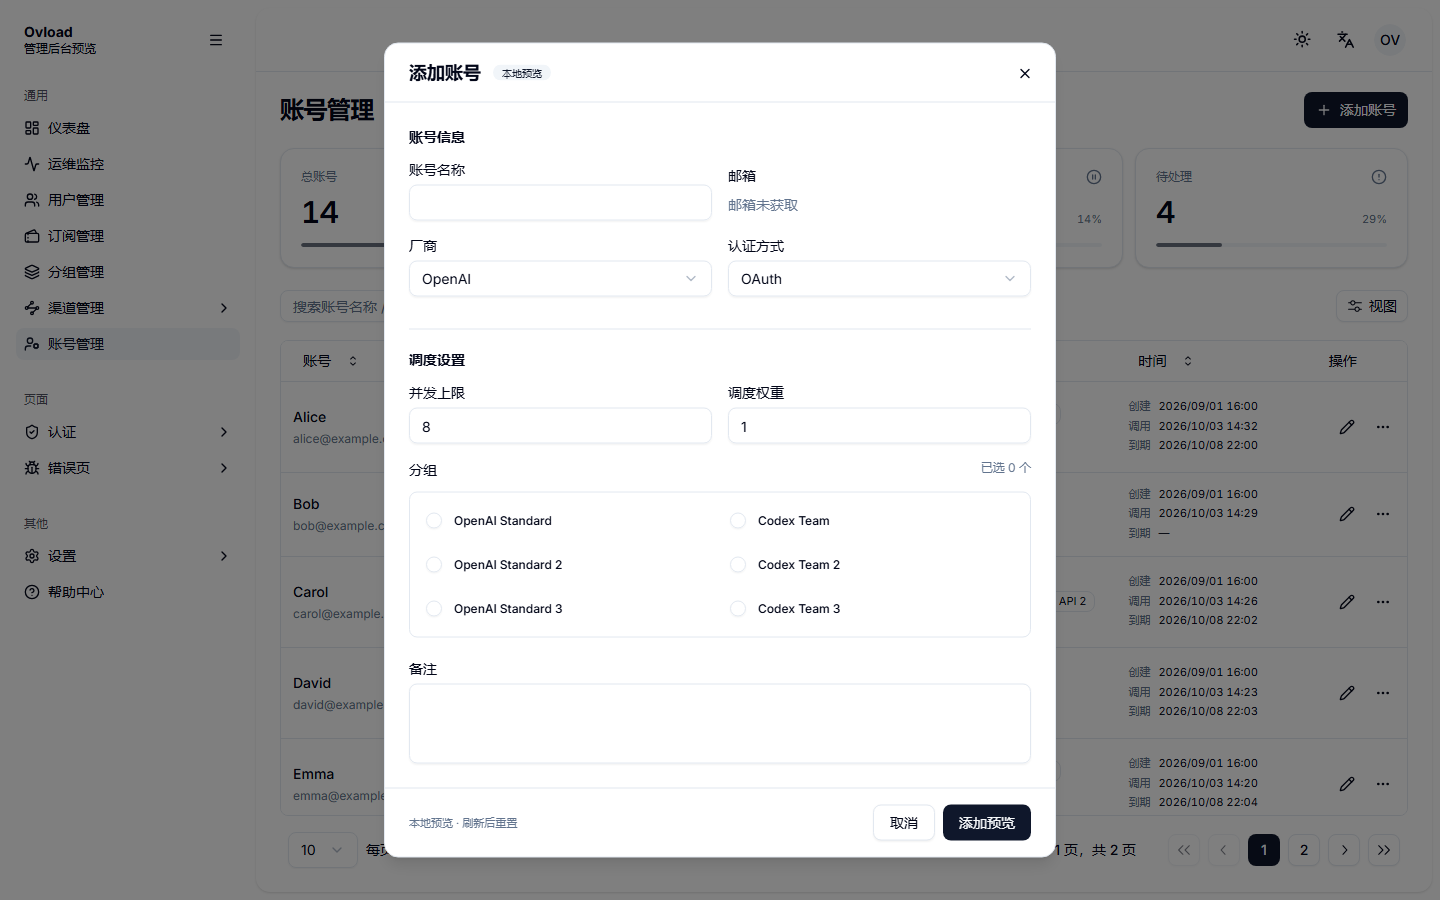 Ovload
管理后台预览
通用
仪表盘
运维监控
用户管理
订阅管理
分组管理
渠道管理
账号管理
页面
认证
错误页
其他
设置
帮助中心
OV
账号管理
添加账号
总账号
14
14%
待处理
4
29%
搜索账号名称 /
视图
账号
时间
操作
Alice
alice@example.
创建 2026/09/01 16:00
调用 2026/10/03 14:32
到期 2026/10/08 22:00
Bob
bob@example.c
创建 2026/09/01 16:00
调用 2026/10/03 14:29
到期 —
Carol
carol@example.
API 2
创建 2026/09/01 16:00
调用 2026/10/03 14:26
到期 2026/10/08 22:02
David
david@example
创建 2026/09/01 16:00
调用 2026/10/03 14:23
到期 2026/10/08 22:03
Emma
emma@example
创建 2026/09/01 16:00
调用 2026/10/03 14:20
到期 2026/10/08 22:04
10
每页
1 页，共 2 页
1
2
添加账号
本地预览
账号信息
账号名称
邮箱
邮箱未获取
厂商
认证方式
OpenAI
OAuth
调度设置
并发上限
调度权重
8
1
分组
已选 0 个
OpenAI Standard
Codex Team
OpenAI Standard 2
Codex Team 2
OpenAI Standard 3
Codex Team 3
备注
本地预览 · 刷新后重置
取消
添加预览